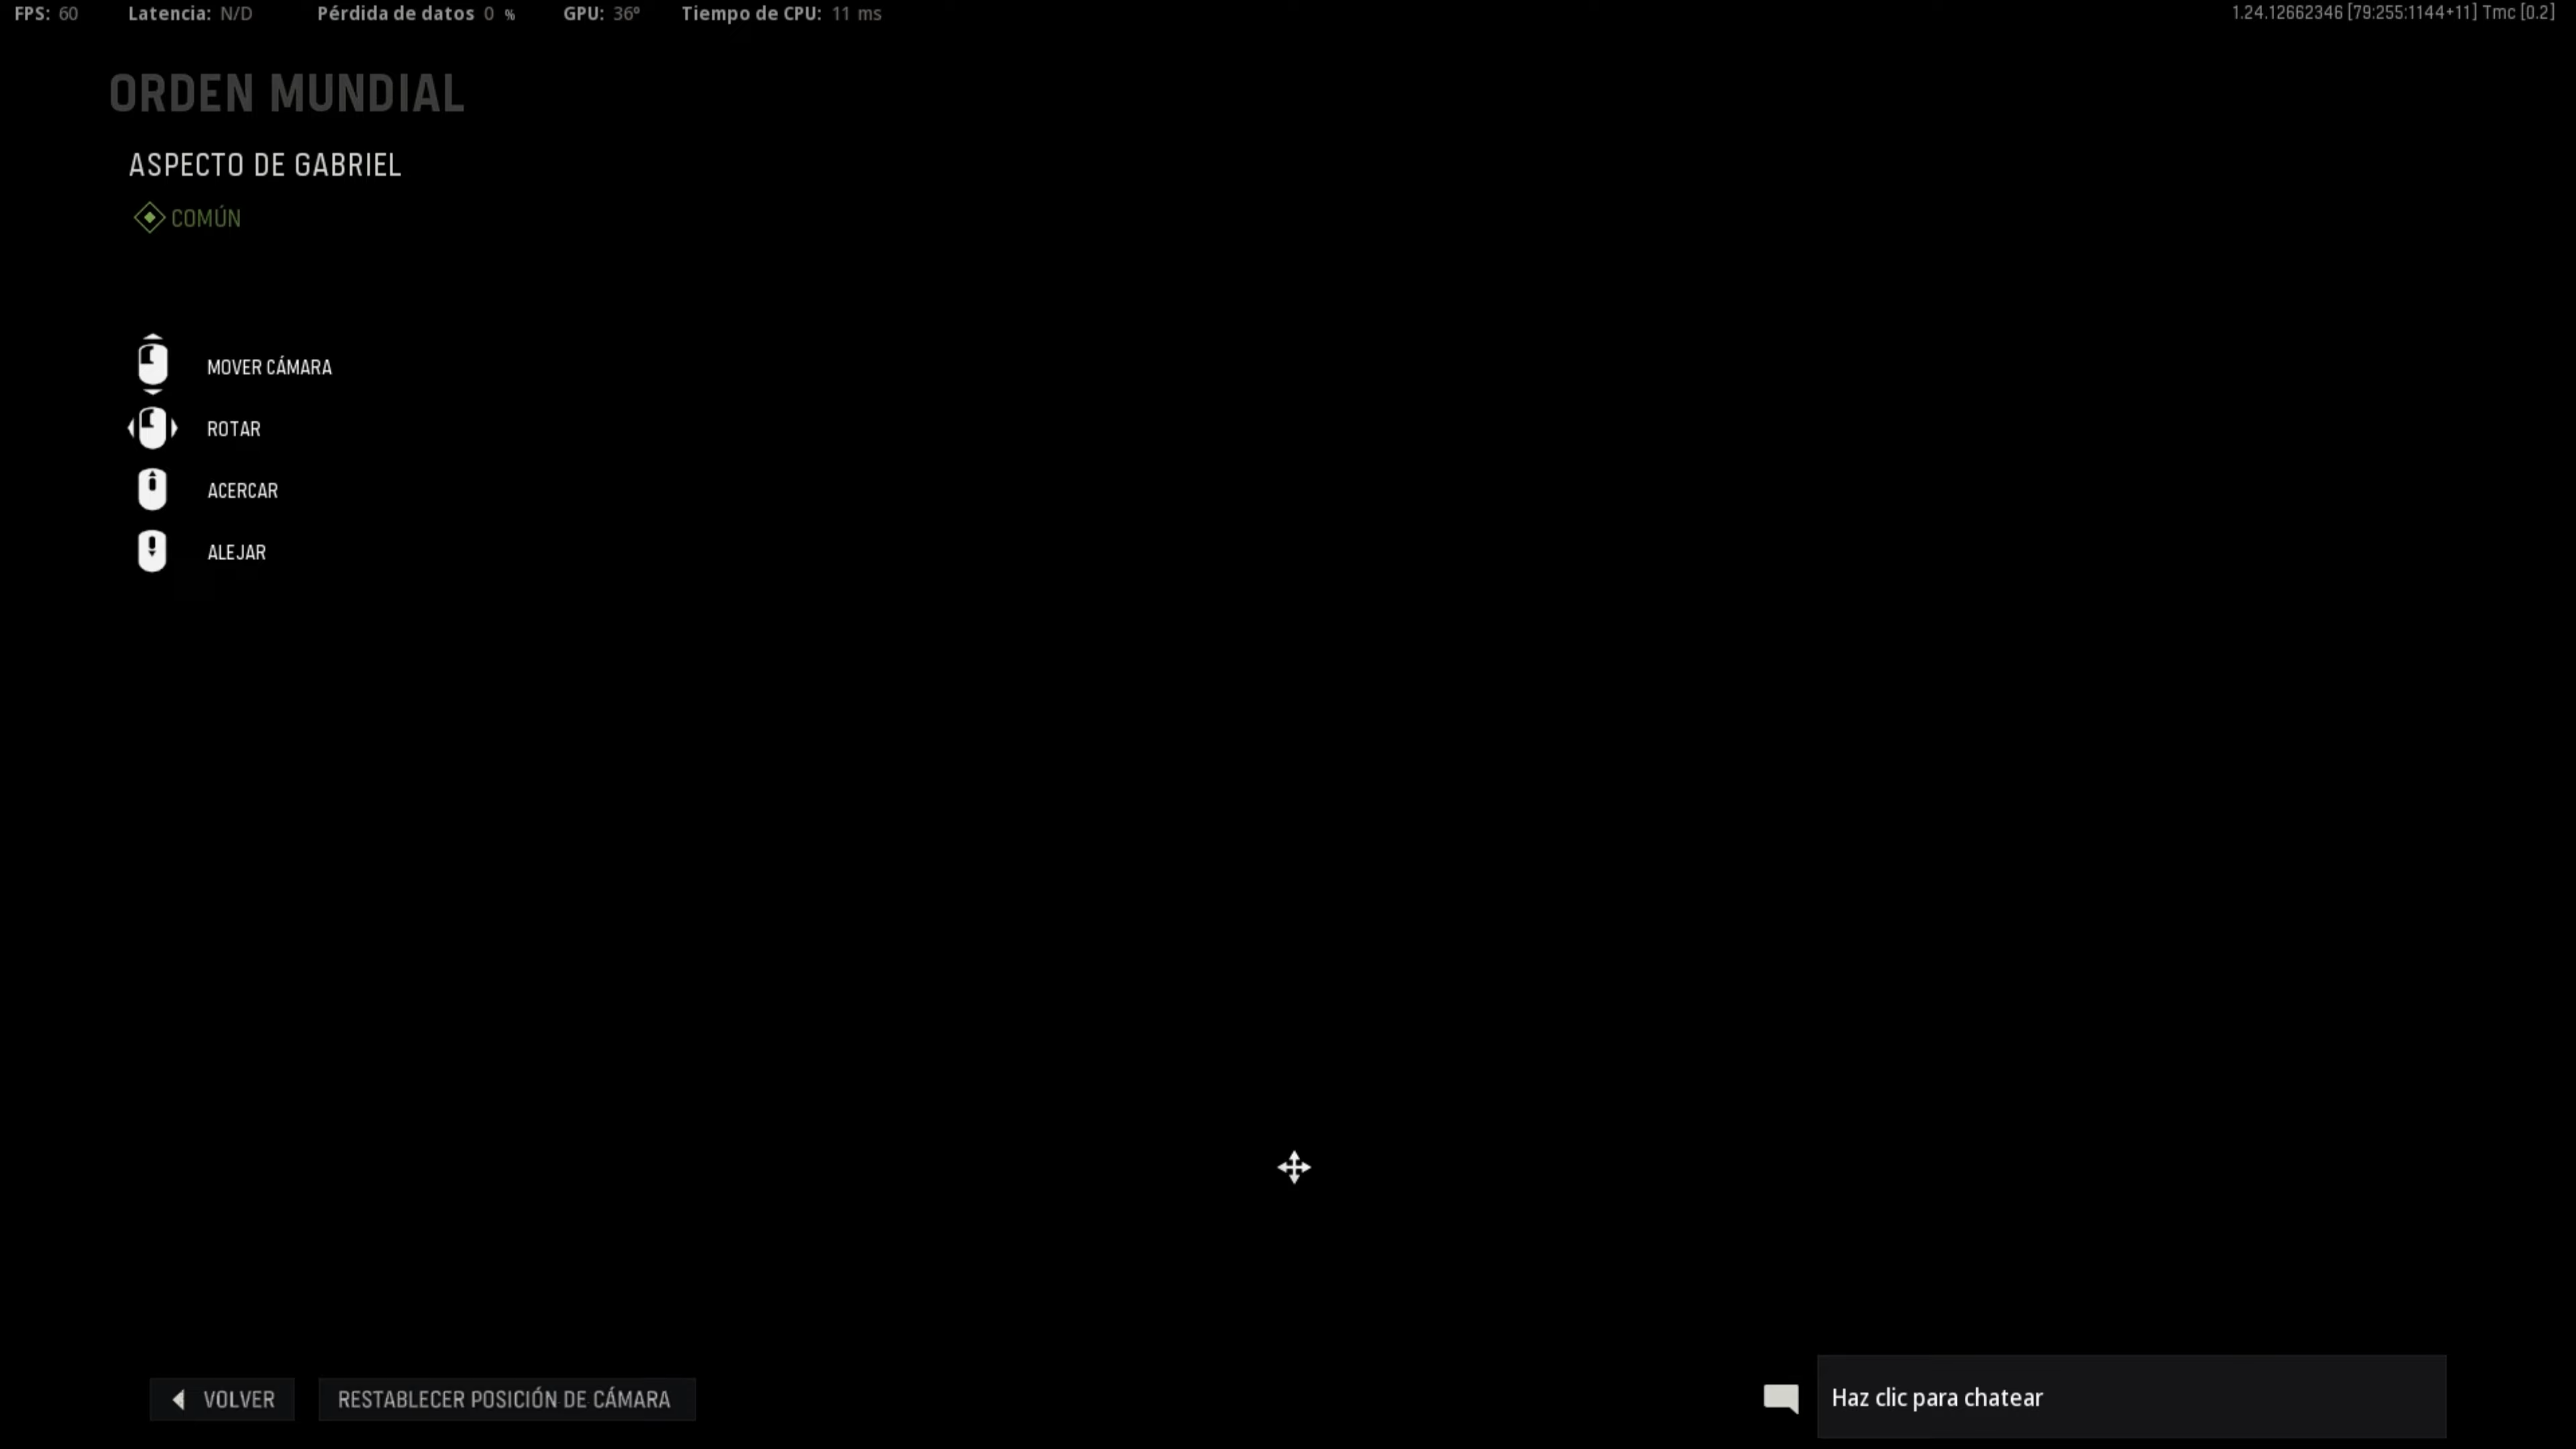 FPS: 60 Latencia: N/D Pérdida de datos 0 % GPU: 36º Tiempo de CPU: 11 ms 1.24.12662346 [79:255:1144+11] Tmc [0.2]
ORDEN MUNDIAL
ASPECTO DE GABRIEL
COMÚN
MOVER CÁMARA
ROTAR
ACERCAR
ALEJAR
VOLVER RESTABLECER POSICIÓN DE CÁMARA Haz clic para chatear